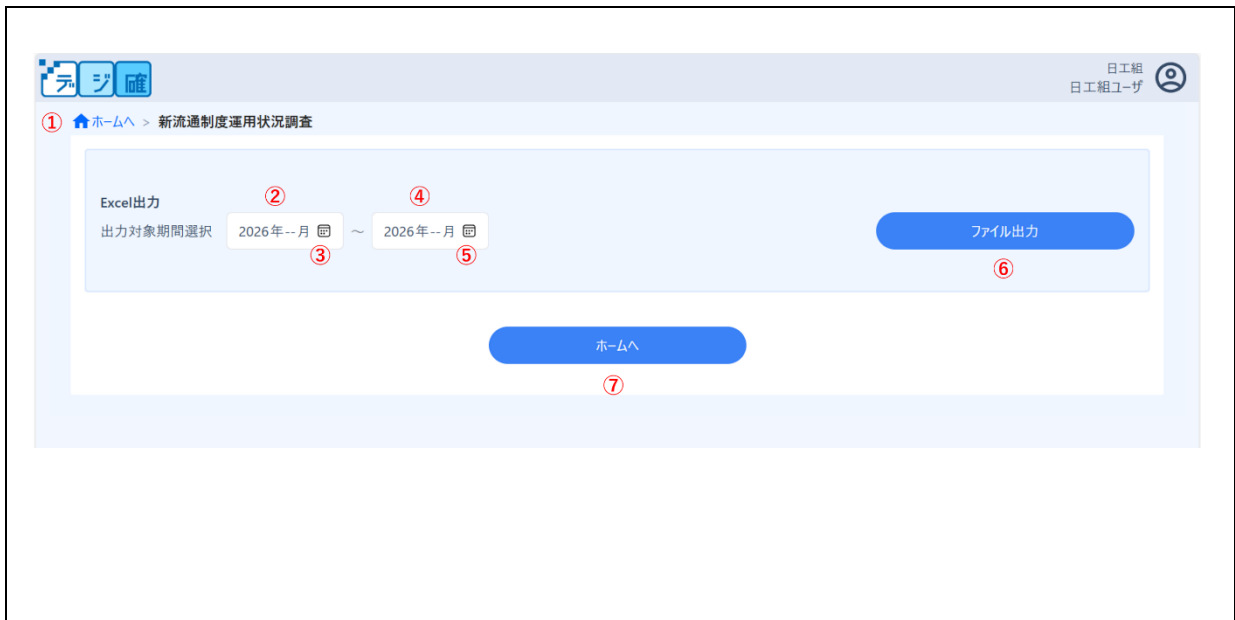 デジ確
日工組
日工組ユーザ
① ホームへ > 新流通制度運用状況調査
Excel出力
② ④
出力対象期間選択 2026年--月 ～ 2026年--月 ファイル出力
③ ⑤ ⑥
ホームへ
⑦